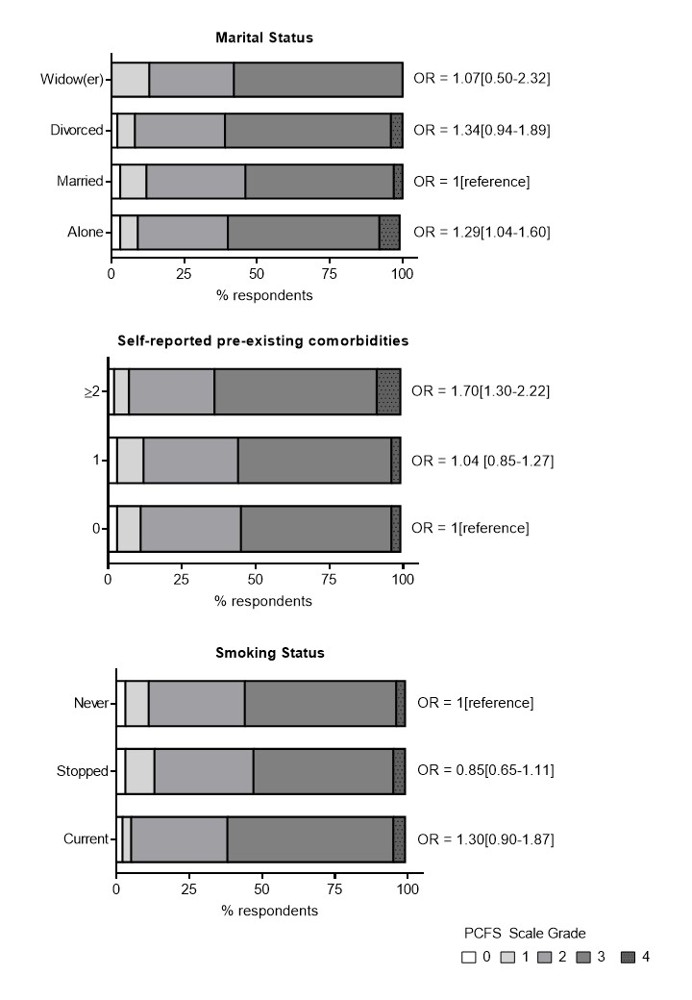 Marital Status
Widow(er) OR = 1.07[0.50-2.32]
Divorced OR = 1.34[0.94-1.89]
Married OR = 1[reference]
Alone OR = 1.29[1.04-1.60]
0 25 50 75 100
% respondents
Self-reported pre-existing comorbidities
≥2 OR = 1.70[1.30-2.22]
1 OR = 1.04 [0.85-1.27]
0 OR = 1[reference]
0 25 50 75 100
% respondents
Smoking Status
Never OR = 1[reference]
Stopped OR = 0.85[0.65-1.11]
Current OR = 1.30[0.90-1.87]
0 25 50 75 100
% respondents
PCFS Scale Grade
0 1 2 3 4